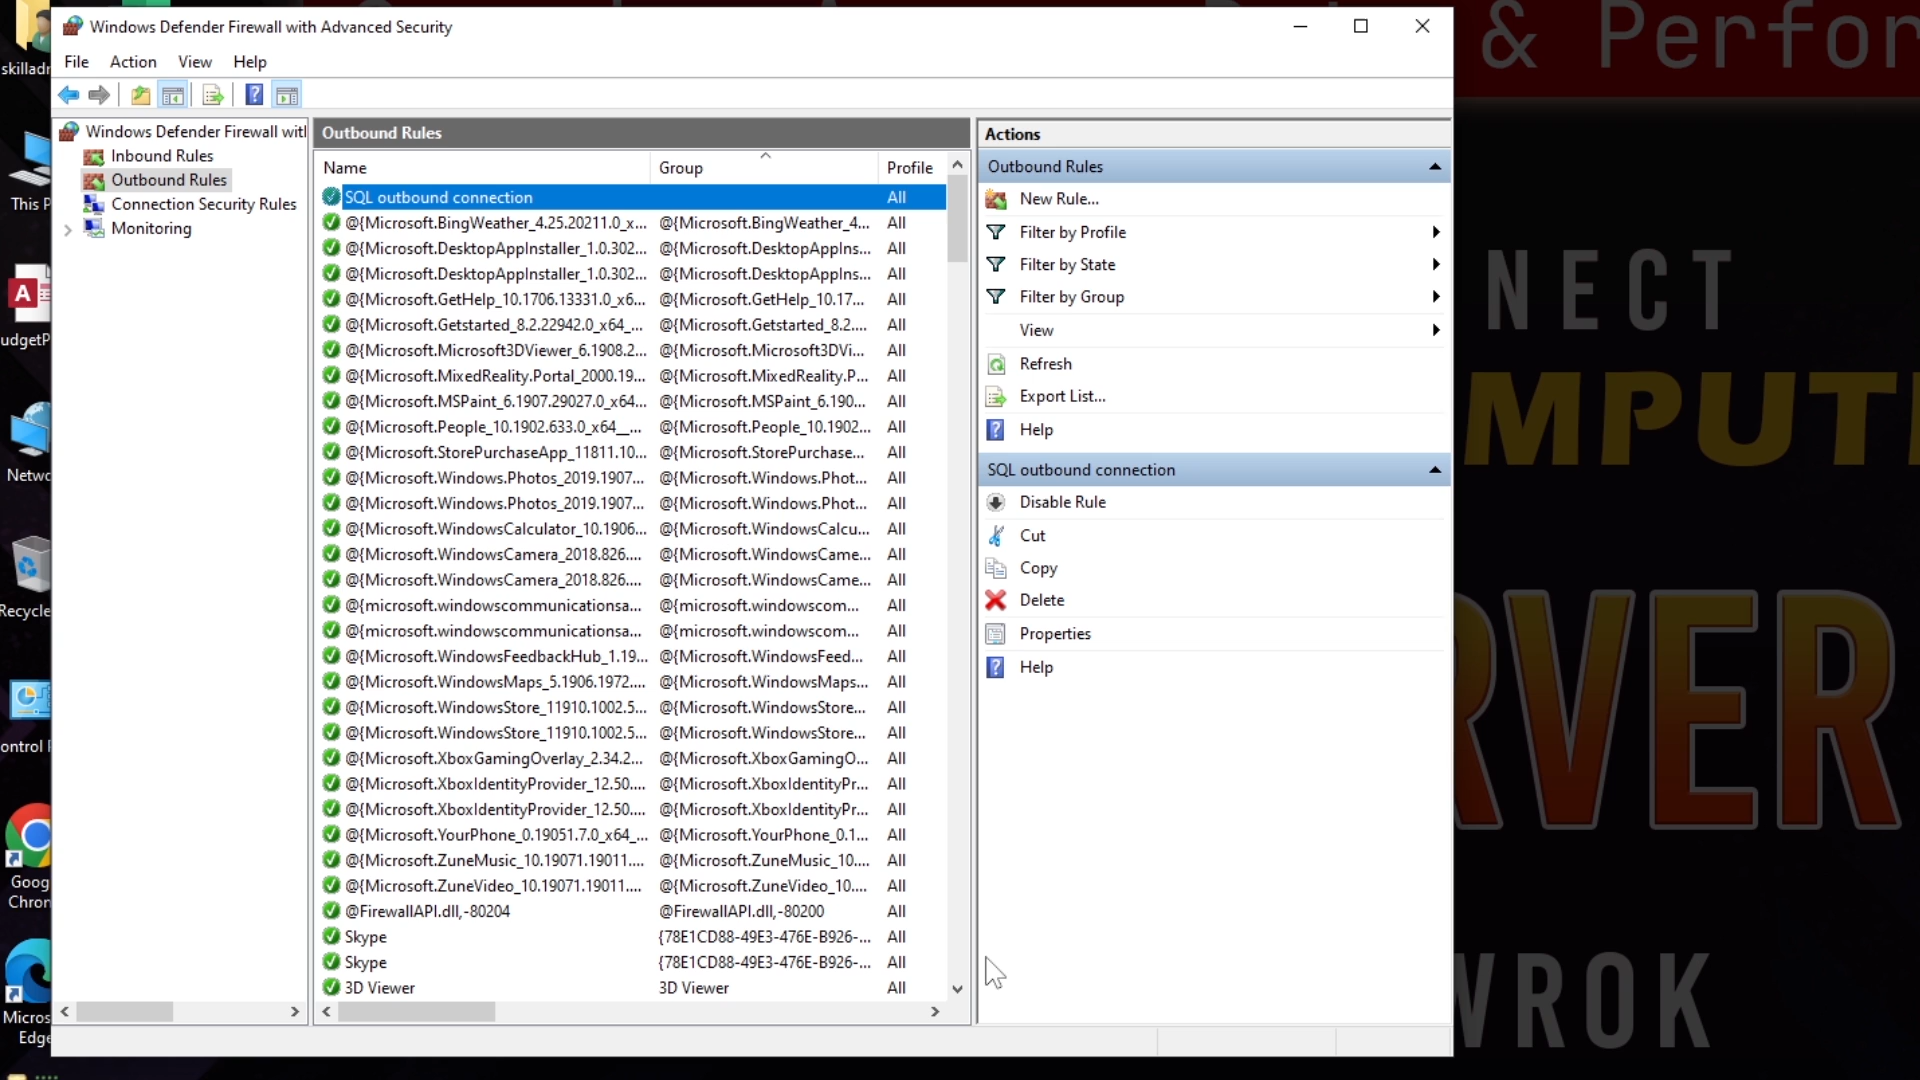 Windows Defender Firewall with Advanced Security
File Action View Help
Windows Defender Firewall with
Inbound Rules
Outbound Rules
Connection Security Rules
Monitoring
Outbound Rules
Name Group Profile
SQL outbound connection All
@{Microsoft.BingWeather_4.25.20211.0_x... @{Microsoft.BingWeather_4... All
@{Microsoft.DesktopAppInstaller_1.0.302... @{Microsoft.DesktopAppIns... All
@{Microsoft.DesktopAppInstaller_1.0.302... @{Microsoft.DesktopAppIns... All
@{Microsoft.GetHelp_10.1706.13331.0_x6... @{Microsoft.GetHelp_10.17... All
@{Microsoft.Getstarted_8.2.22942.0_x64_... @{Microsoft.Getstarted_8.2.... All
@{Microsoft.Microsoft3DViewer_6.1908.2... @{Microsoft.Microsoft3DVi... All
@{Microsoft.MixedReality.Portal_2000.19... @{Microsoft.MixedReality.P... All
@{Microsoft.MSPaint_6.1907.29027.0_x64... @{Microsoft.MSPaint_6.190... All
@{Microsoft.People_10.1902.633.0_x64__... @{Microsoft.People_10.1902... All
@{Microsoft.StorePurchaseApp_11811.10... @{Microsoft.StorePurchase... All
@{Microsoft.Windows.Photos_2019.1907... @{Microsoft.Windows.Phot... All
@{Microsoft.Windows.Photos_2019.1907... @{Microsoft.Windows.Phot... All
@{Microsoft.WindowsCalculator_10.1906... @{Microsoft.WindowsCalcu... All
@{Microsoft.WindowsCamera_2018.826.... @{Microsoft.WindowsCame... All
@{Microsoft.WindowsCamera_2018.826.... @{Microsoft.WindowsCame... All
@{microsoft.windowscommunicationsa... @{microsoft.windowscom... All
@{microsoft.windowscommunicationsa... @{microsoft.windowscom... All
@{Microsoft.WindowsFeedbackHub_1.19... @{Microsoft.WindowsFeed... All
@{Microsoft.WindowsMaps_5.1906.1972.... @{Microsoft.WindowsMaps... All
@{Microsoft.WindowsStore_11910.1002.5... @{Microsoft.WindowsStore... All
@{Microsoft.WindowsStore_11910.1002.5... @{Microsoft.WindowsStore... All
@{Microsoft.XboxGamingOverlay_2.34.2... @{Microsoft.XboxGamingO... All
@{Microsoft.XboxIdentityProvider_12.50.... @{Microsoft.XboxIdentityPr... All
@{Microsoft.XboxIdentityProvider_12.50.... @{Microsoft.XboxIdentityPr... All
@{Microsoft.YourPhone_0.19051.7.0_x64_... @{Microsoft.YourPhone_0.1... All
@{Microsoft.ZuneMusic_10.19071.19011.... @{Microsoft.ZuneMusic_10.... All
@{Microsoft.ZuneVideo_10.19071.19011.... @{Microsoft.ZuneVideo_10.... All
@FirewallAPI.dll,-80204 @FirewallAPI.dll,-80200 All
Skype {78E1CD88-49E3-476E-B926-... All
Skype {78E1CD88-49E3-476E-B926-... All
3D Viewer 3D Viewer All
Actions
Outbound Rules
New Rule...
Filter by Profile
Filter by State
Filter by Group
View
Refresh
Export List...
Help
SQL outbound connection
Disable Rule
Cut
Copy
Delete
Properties
Help
skilladr
This P
A
udgetP
Netwo
Recycle
ontrol P
Goog
Chron
Micros
Edge
& Perfor
NECT
MPUT
RVER
WROK